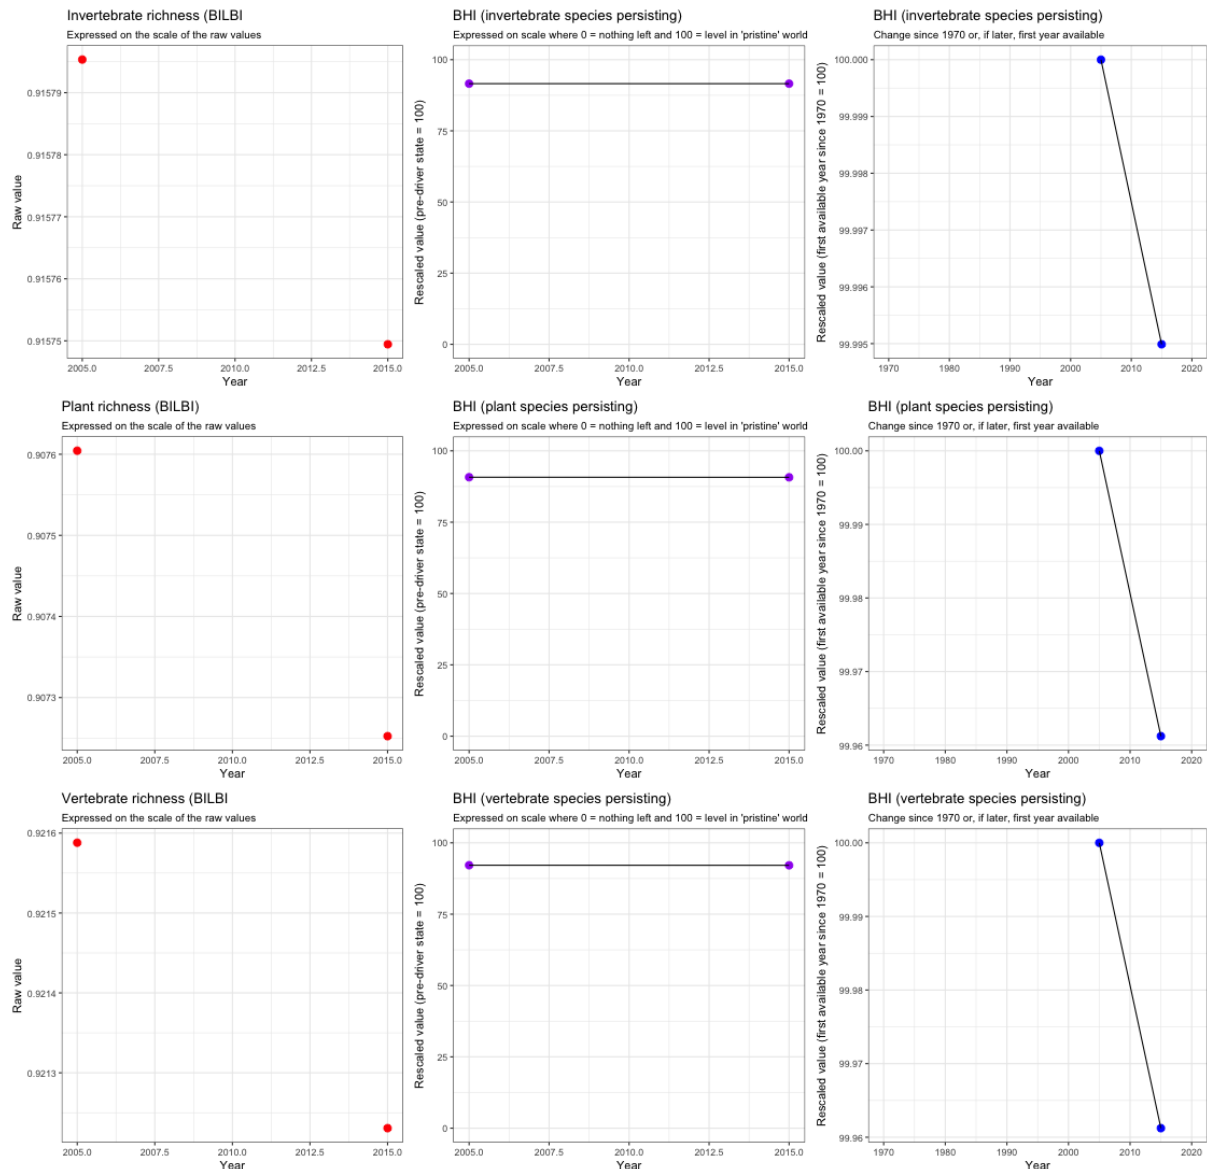 Invertebrate richness (BILBI
Expressed on the scale of the raw values
Raw value
0.91579
0.91578
0.91577
0.91576
0.91575
2005.0 2007.5 2010.0 2012.5 2015.0
Year
BHI (invertebrate species persisting)
Expressed on scale where 0 = nothing left and 100 = level in 'pristine' world
Rescaled value (pre-driver state = 100)
100
75
50
25
0
2005.0 2007.5 2010.0 2012.5 2015.0
Year
BHI (invertebrate species persisting)
Change since 1970 or, if later, first year available
Rescaled value (first available year since 1970 = 100)
100.000
99.999
99.998
99.997
99.996
99.995
1970 1980 1990 2000 2010 2020
Year
Plant richness (BILBI)
Expressed on the scale of the raw values
Raw value
0.9076
0.9075
0.9074
0.9073
2005.0 2007.5 2010.0 2012.5 2015.0
Year
BHI (plant species persisting)
Expressed on scale where 0 = nothing left and 100 = level in 'pristine' world
Rescaled value (pre-driver state = 100)
100
75
50
25
0
2005.0 2007.5 2010.0 2012.5 2015.0
Year
BHI (plant species persisting)
Change since 1970 or, if later, first year available
Rescaled value (first available year since 1970 = 100)
100.00
99.99
99.98
99.97
99.96
1970 1980 1990 2000 2010 2020
Year
Vertebrate richness (BILBI
Expressed on the scale of the raw values
Raw value
0.9216
0.9215
0.9214
0.9213
2005.0 2007.5 2010.0 2012.5 2015.0
Year
BHI (vertebrate species persisting)
Expressed on scale where 0 = nothing left and 100 = level in 'pristine' world
Rescaled value (pre-driver state = 100)
100
75
50
25
0
2005.0 2007.5 2010.0 2012.5 2015.0
Year
BHI (vertebrate species persisting)
Change since 1970 or, if later, first year available
Rescaled value (first available year since 1970 = 100)
100.00
99.99
99.98
99.97
99.96
1970 1980 1990 2000 2010 2020
Year